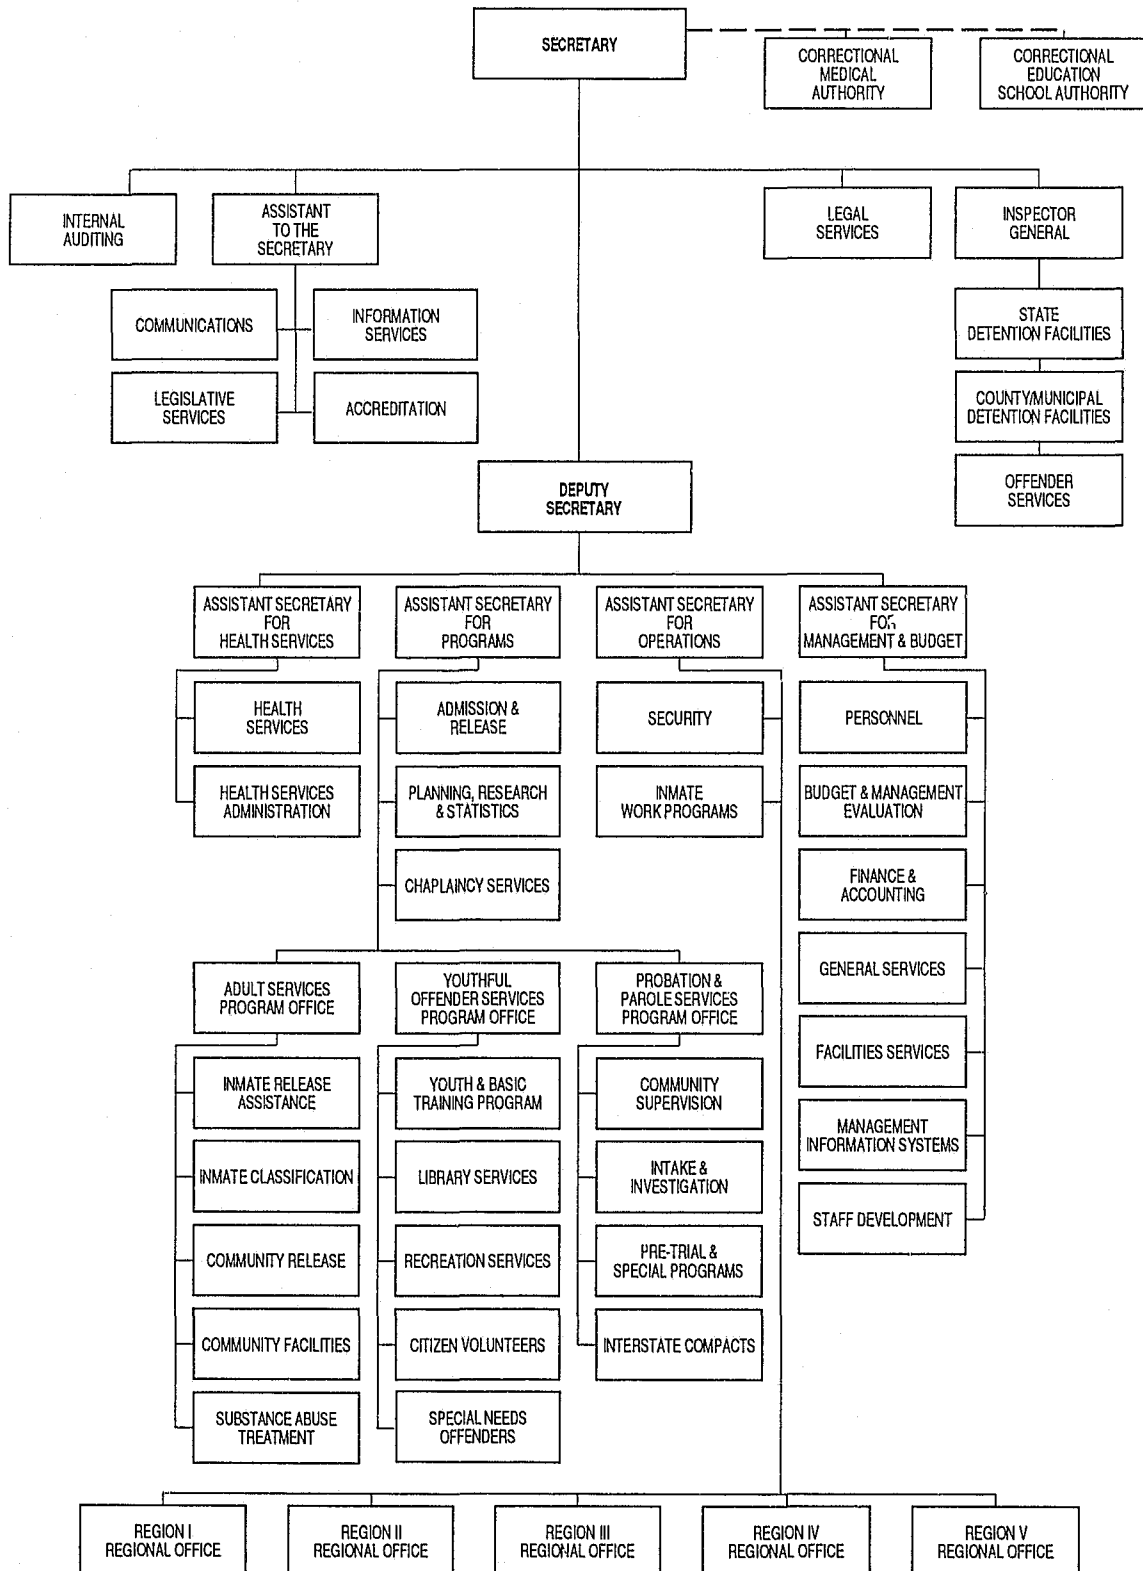 SECRETARY
CORRECTIONAL
MEDICAL
AUTHORITY
CORRECTIONAL
EDUCATION
SCHOOL AUTHORITY
INTERNAL
AUDITING
ASSISTANT
TO THE
SECRETARY
LEGAL
SERVICES
INSPECTOR
GENERAL
COMMUNICATIONS
INFORMATION
SERVICES
LEGISLATIVE
SERVICES
ACCREDITATION
STATE
DETENTION FACILITIES
COUNTY/MUNICIPAL
DETENTION FACILITIES
OFFENDER
SERVICES
DEPUTY
SECRETARY
ASSISTANT SECRETARY
FOR
HEALTH SERVICES
ASSISTANT SECRETARY
FOR
PROGRAMS
ASSISTANT SECRETARY
FOR
OPERATIONS
ASSISTANT SECRETARY
FOR
MANAGEMENT & BUDGET
HEALTH
SERVICES
HEALTH SERVICES
ADMINISTRATION
ADMISSION &
RELEASE
PLANNING, RESEARCH
& STATISTICS
CHAPLAINCY SERVICES
SECURITY
INMATE
WORK PROGRAMS
PERSONNEL
BUDGET & MANAGEMENT
EVALUATION
FINANCE &
ACCOUNTING
GENERAL SERVICES
FACILITIES SERVICES
MANAGEMENT
INFORMATION SYSTEMS
STAFF DEVELOPMENT
ADULT SERVICES
PROGRAM OFFICE
YOUTHFUL
OFFENDER SERVICES
PROGRAM OFFICE
PROBATION &
PAROLE SERVICES
PROGRAM OFFICE
INMATE RELEASE
ASSISTANCE
INMATE CLASSIFICATION
COMMUNITY RELEASE
COMMUNITY FACILITIES
SUBSTANCE ABUSE
TREATMENT
YOUTH & BASIC
TRAINING PROGRAM
LIBRARY SERVICES
RECREATION SERVICES
CITIZEN VOLUNTEERS
SPECIAL NEEDS
OFFENDERS
COMMUNITY
SUPERVISION
INTAKE &
INVESTIGATION
PRE-TRIAL &
SPECIAL PROGRAMS
INTERSTATE COMPACTS
REGION I
REGIONAL OFFICE
REGION II
REGIONAL OFFICE
REGION III
REGIONAL OFFICE
REGION IV
REGIONAL OFFICE
REGION V
REGIONAL OFFICE